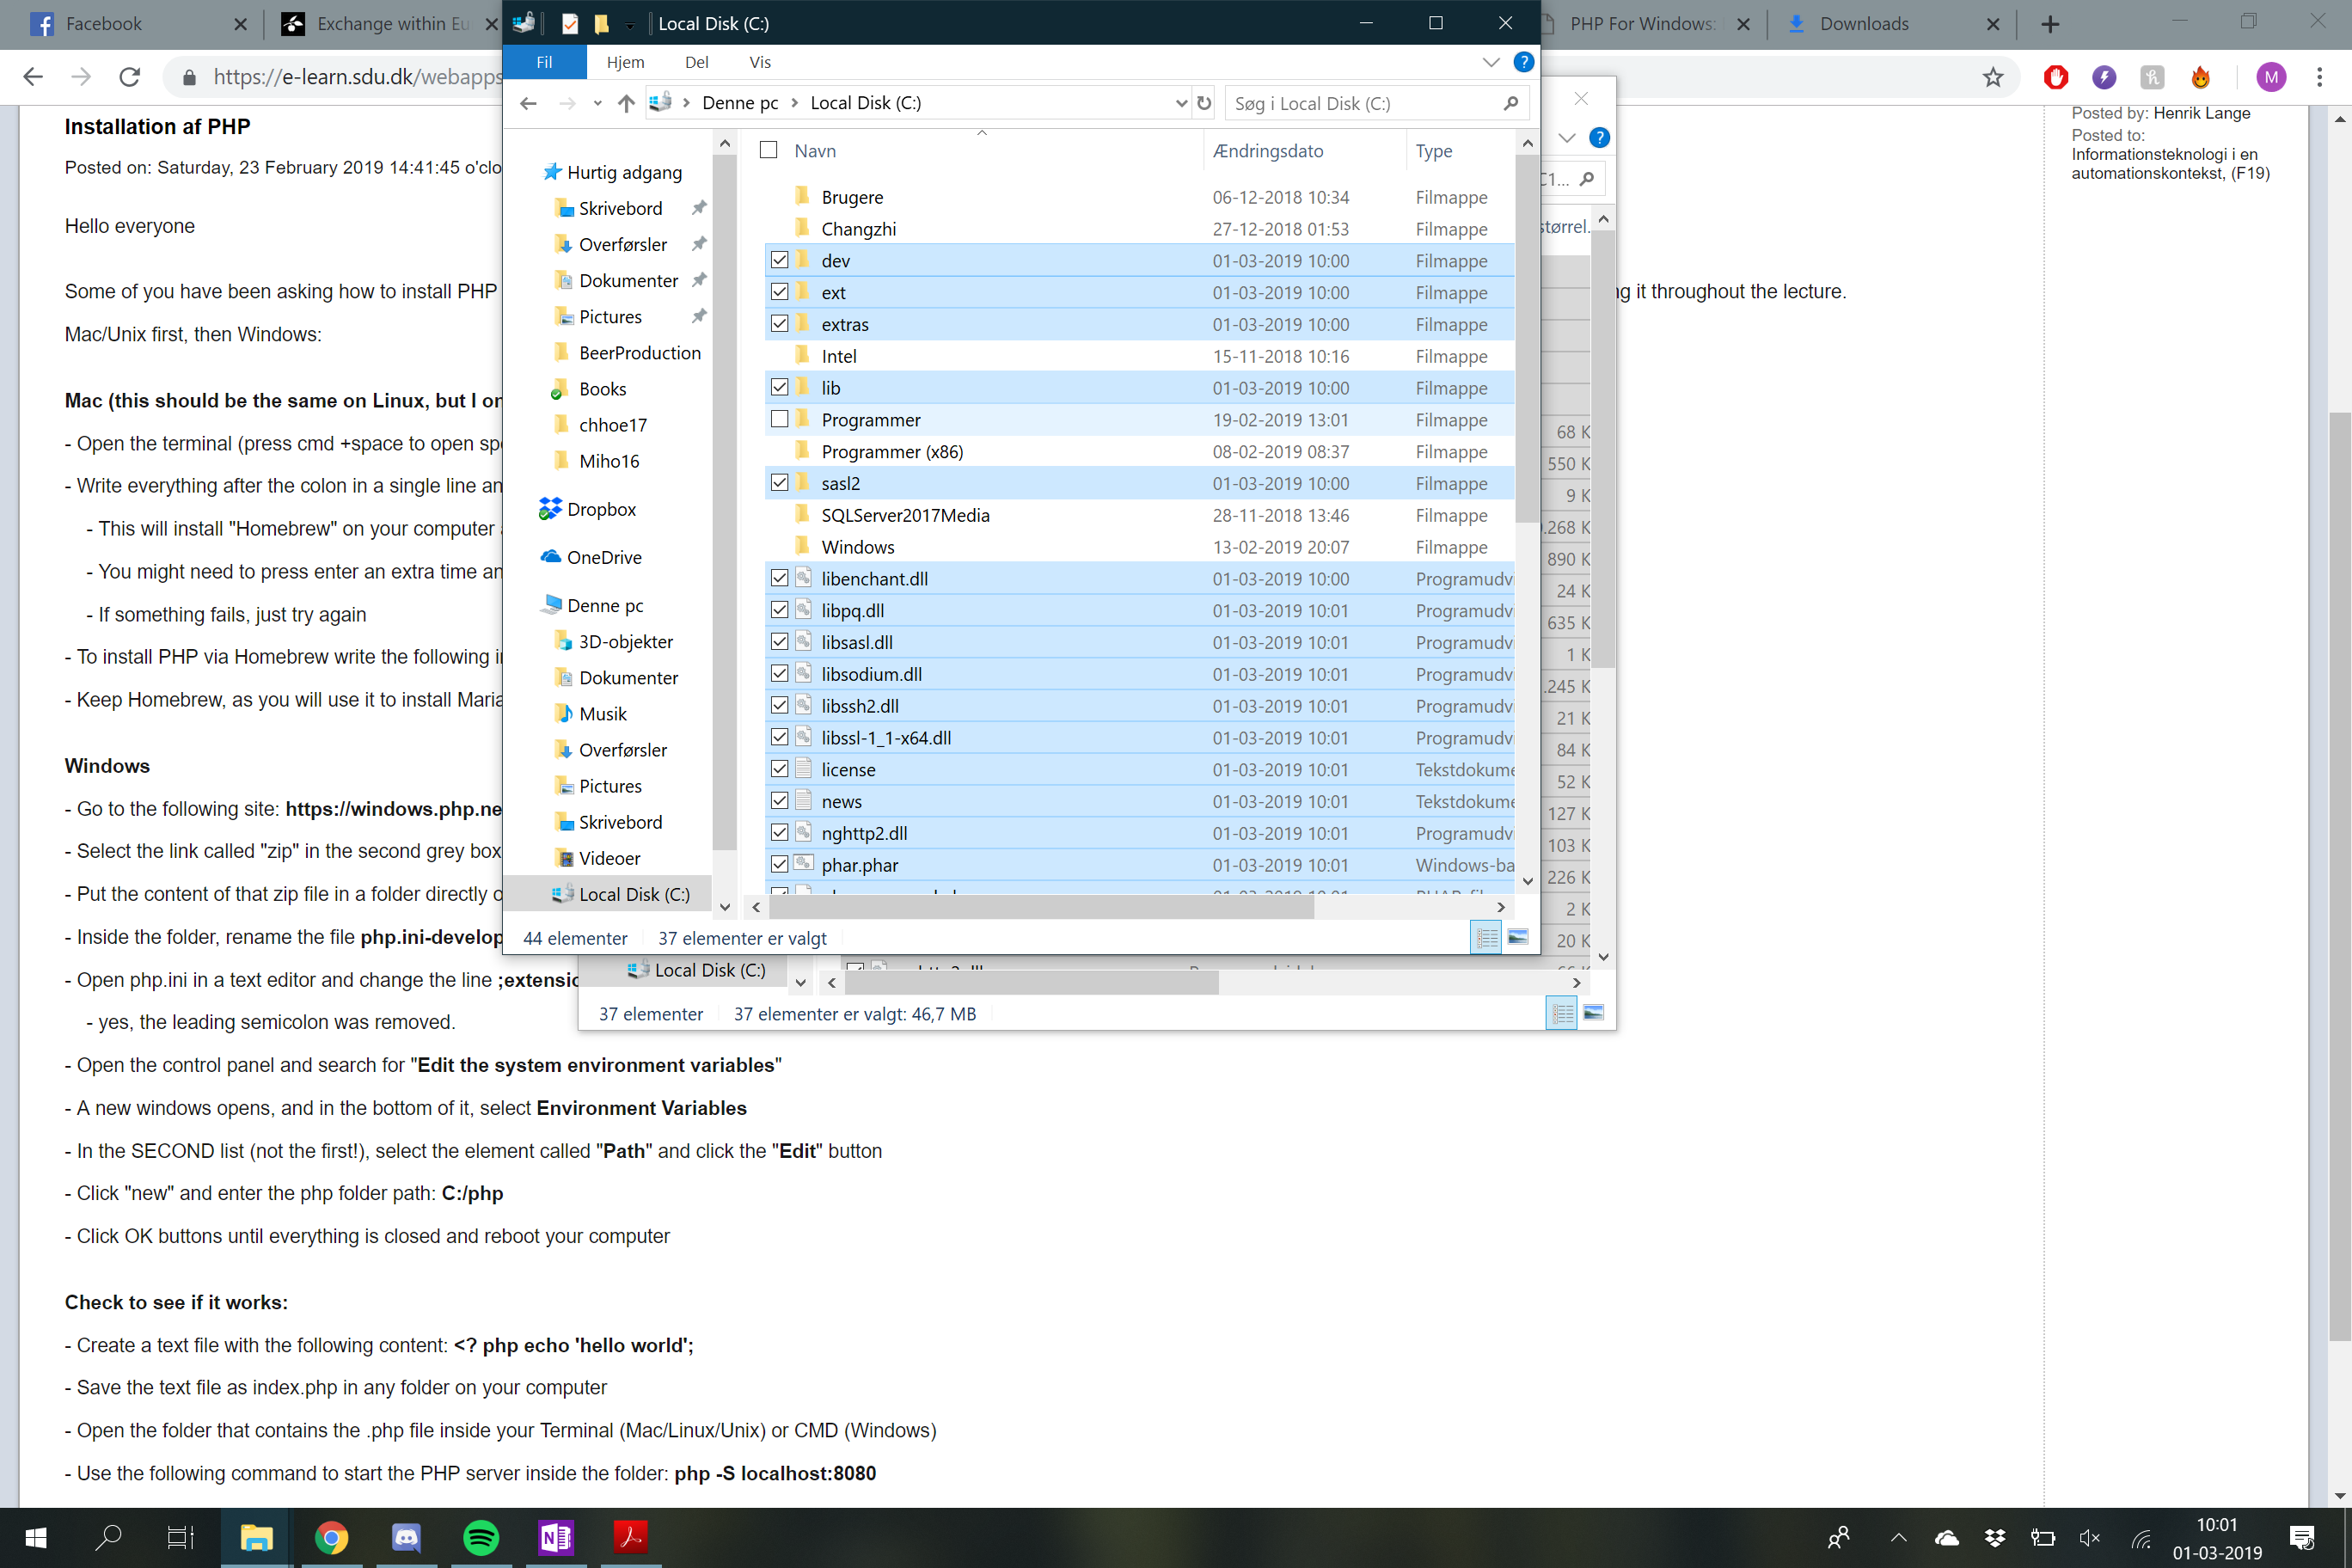 Facebook
Exchange within Eu
Local Disk (C:)
PHP For Windows:
Downloads
https://e-learn.sdu.dk/webapps
M
Fil
Hjem
Del
Vis
Denne pc
Local Disk (C:)
Søg i Local Disk (C:)
Navn
Ændringsdato
Type
Hurtig adgang
Skrivebord
Overførsler
Dokumenter
Pictures
BeerProduction
Books
chhoe17
Miho16
Dropbox
OneDrive
Denne pc
3D-objekter
Dokumenter
Musik
Overførsler
Pictures
Skrivebord
Videoer
Local Disk (C:)
Brugere 06-12-2018 10:34 Filmappe
Changzhi 27-12-2018 01:53 Filmappe
dev 01-03-2019 10:00 Filmappe
ext 01-03-2019 10:00 Filmappe
extras 01-03-2019 10:00 Filmappe
Intel 15-11-2018 10:16 Filmappe
lib 01-03-2019 10:00 Filmappe
Programmer 19-02-2019 13:01 Filmappe
Programmer (x86) 08-02-2019 08:37 Filmappe
sasl2 01-03-2019 10:00 Filmappe
SQLServer2017Media 28-11-2018 13:46 Filmappe
Windows 13-02-2019 20:07 Filmappe
libenchant.dll 01-03-2019 10:00 Programudvi
libpq.dll 01-03-2019 10:01 Programudvi
libsasl.dll 01-03-2019 10:01 Programudvi
libsodium.dll 01-03-2019 10:01 Programudvi
libssh2.dll 01-03-2019 10:01 Programudvi
libssl-1_1-x64.dll 01-03-2019 10:01 Programudvi
license 01-03-2019 10:01 Tekstdokume
news 01-03-2019 10:01 Tekstdokume
nghttp2.dll 01-03-2019 10:01 Programudvi
phar.phar 01-03-2019 10:01 Windows-ba
44 elementer
37 elementer er valgt
C1...
størrel.
68 K
550 K
9 K
.268 K
890 K
24 K
635 K
1 K
.245 K
21 K
84 K
52 K
127 K
103 K
226 K
2 K
20 K
Local Disk (C:)
37 elementer
37 elementer er valgt: 46,7 MB
Installation af PHP
Posted on: Saturday, 23 February 2019 14:41:45 o'clo
Posted by: Henrik Lange
Posted to:
Informationsteknologi i en
automationskontekst, (F19)
Hello everyone
Some of you have been asking how to install PHP
ng it throughout the lecture.
Mac/Unix first, then Windows:
Mac (this should be the same on Linux, but I on
- Open the terminal (press cmd +space to open spo
- Write everything after the colon in a single line an
- This will install "Homebrew" on your computer a
- You might need to press enter an extra time an
- If something fails, just try again
- To install PHP via Homebrew write the following in
- Keep Homebrew, as you will use it to install Maria
Windows
- Go to the following site: https://windows.php.ne
- Select the link called "zip" in the second grey box
- Put the content of that zip file in a folder directly o
- Inside the folder, rename the file php.ini-develop
- Open php.ini in a text editor and change the line ;extensio
- yes, the leading semicolon was removed.
- Open the control panel and search for "Edit the system environment variables"
- A new windows opens, and in the bottom of it, select Environment Variables
- In the SECOND list (not the first!), select the element called "Path" and click the "Edit" button
- Click "new" and enter the php folder path: C:/php
- Click OK buttons until everything is closed and reboot your computer
Check to see if it works:
- Create a text file with the following content: <? php echo 'hello world';
- Save the text file as index.php in any folder on your computer
- Open the folder that contains the .php file inside your Terminal (Mac/Linux/Unix) or CMD (Windows)
- Use the following command to start the PHP server inside the folder: php -S localhost:8080
10:01
01-03-2019